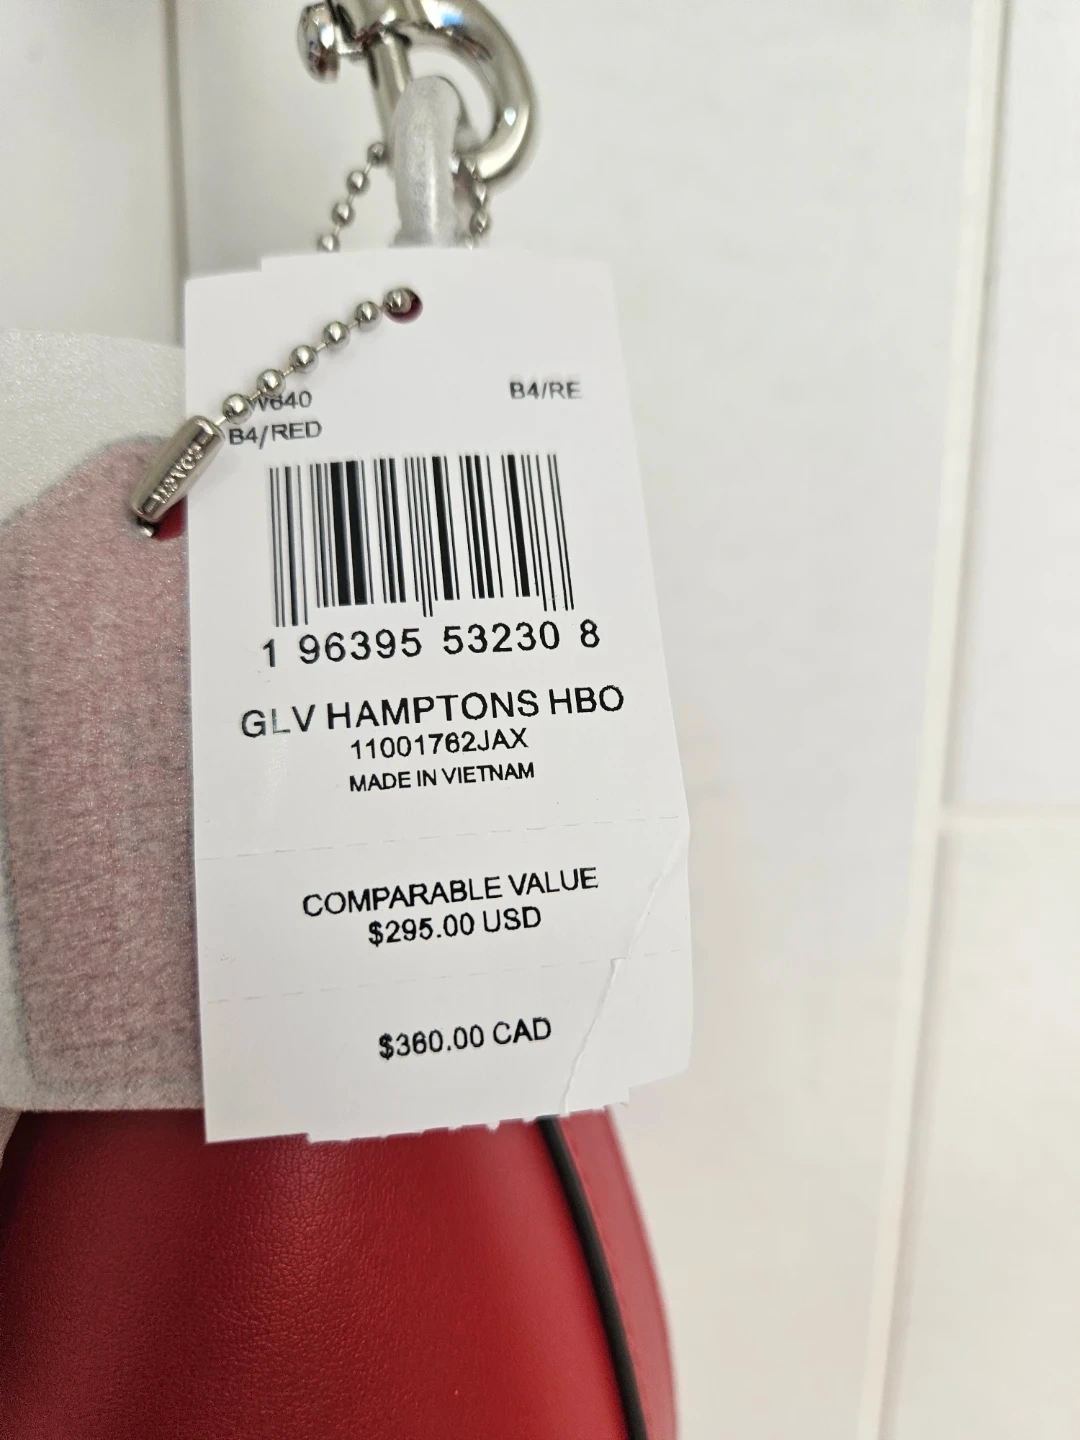 B4/RE
B4/RED
1 96395 53230 8
GLV HAMPTONS HBO
11001762JAX
MADE IN VIETNAM
COMPARABLE VALUE
$295.00 USD
$360.00 CAD